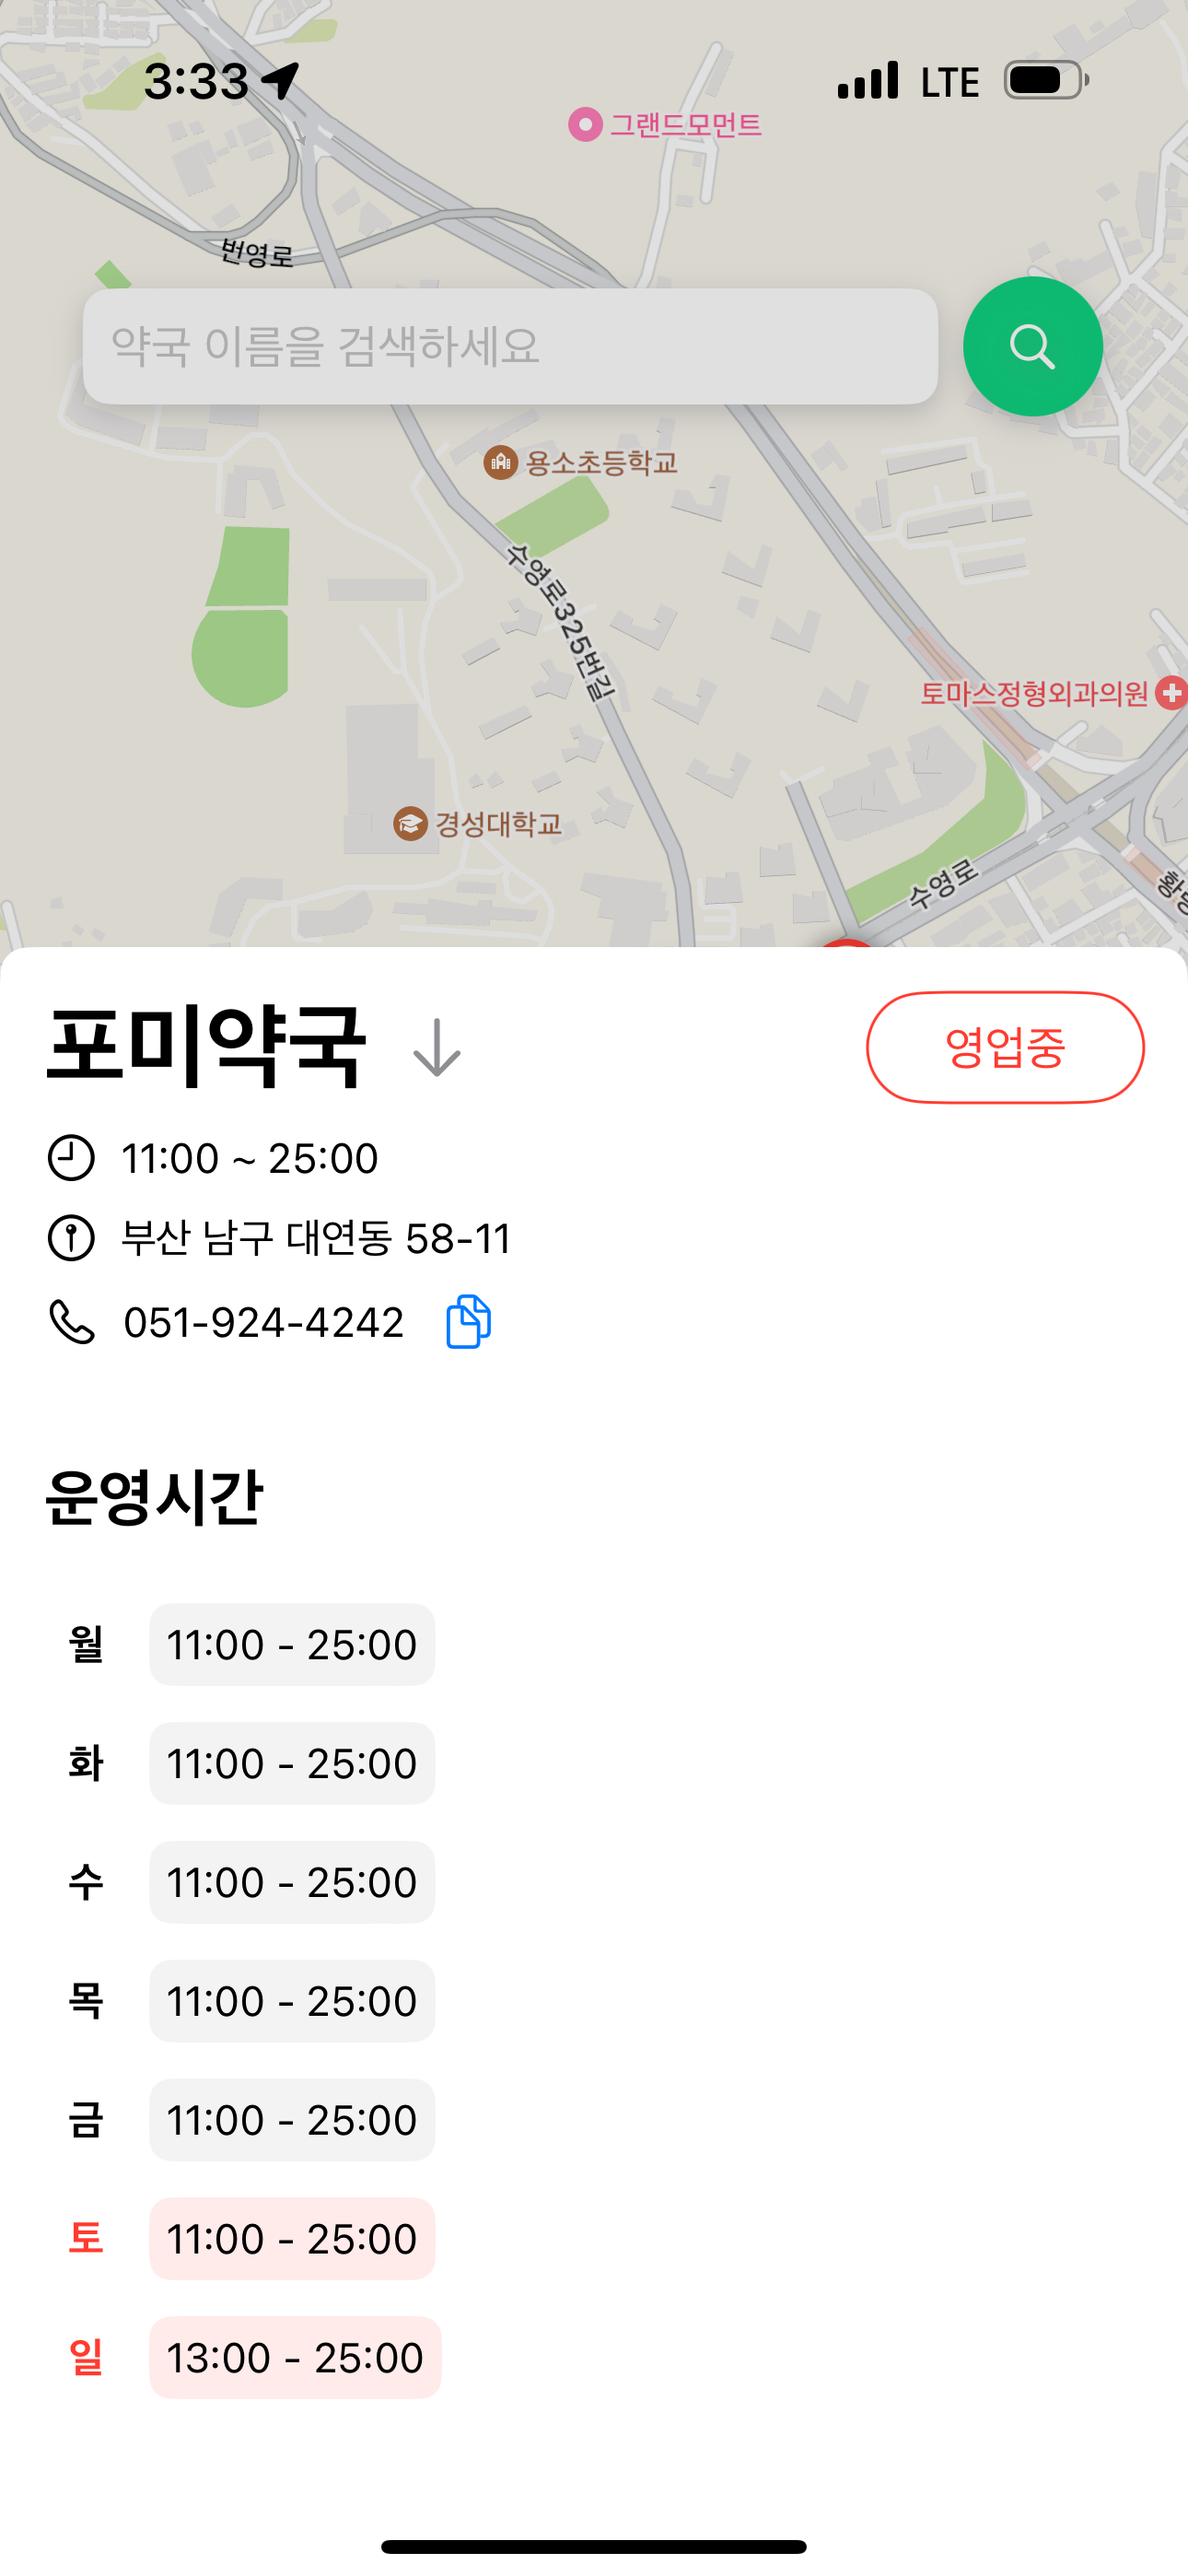 3:33 LTE
그랜드모먼트
번영로
약국 이름을 검색하세요
용소초등학교
수영로325번길
토마스정형외과의원
경성대학교
수영로
포미약국
영업중
11:00 ~ 25:00
부산 남구 대연동 58-11
051-924-4242
운영시간
월 11:00 - 25:00
화 11:00 - 25:00
수 11:00 - 25:00
목 11:00 - 25:00
금 11:00 - 25:00
토 11:00 - 25:00
일 13:00 - 25:00